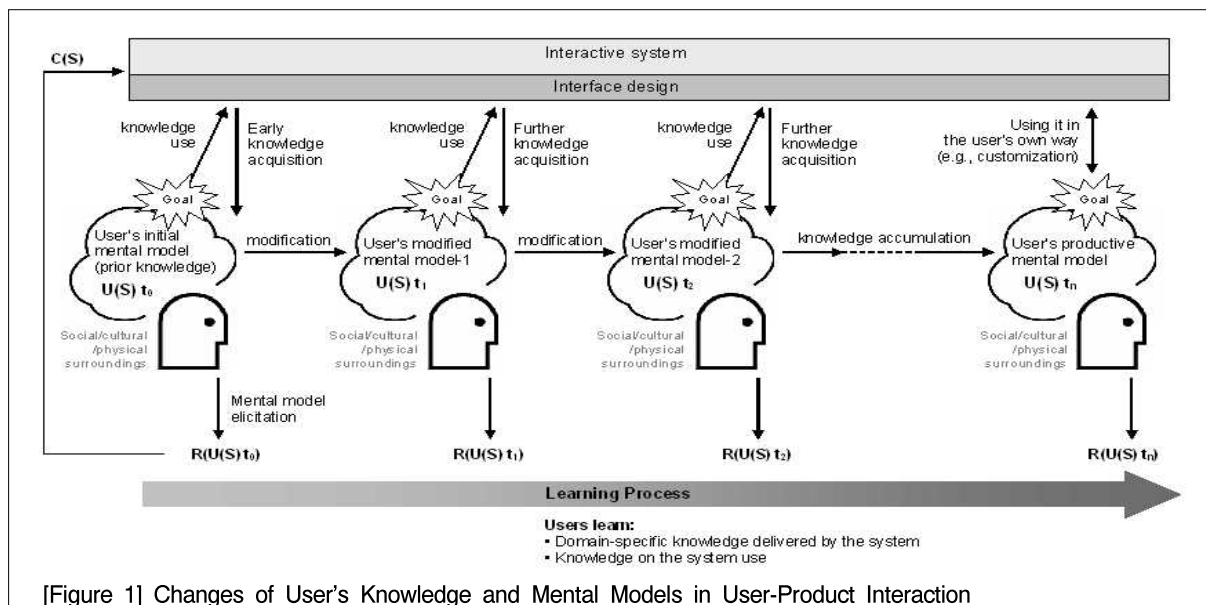 Interactive system
C(S)
Interface design
knowledge
use
Early
knowledge
acquisition
knowledge
use
Further
knowledge
acquisition
knowledge
use
Further
knowledge
acquisition
Using it in
the user's own way
(e.g., customization)
Goal
Goal
Goal
Goal
User's initial
mental model
(prior knowledge)
U(S) t₀
modification
User's modified
mental model-1
U(S) t₁
modification
User's modified
mental model-2
U(S) t₂
knowledge accumulation
User's productive
mental model
U(S) tn
Social/cultural
/physical
surroundings
Social/cultural
/physical
surroundings
Social/cultural
/physical
surroundings
Social/cultural
/physical
surroundings
Mental model
elicitation
R(U(S) t₀)
R(U(S) t₁)
R(U(S) t₂)
R(U(S) tn)
Learning Process
Users learn:
▪ Domain-specific knowledge delivered by the system
▪ Knowledge on the system use
[Figure 1] Changes of User's Knowledge and Mental Models in User-Product Interaction